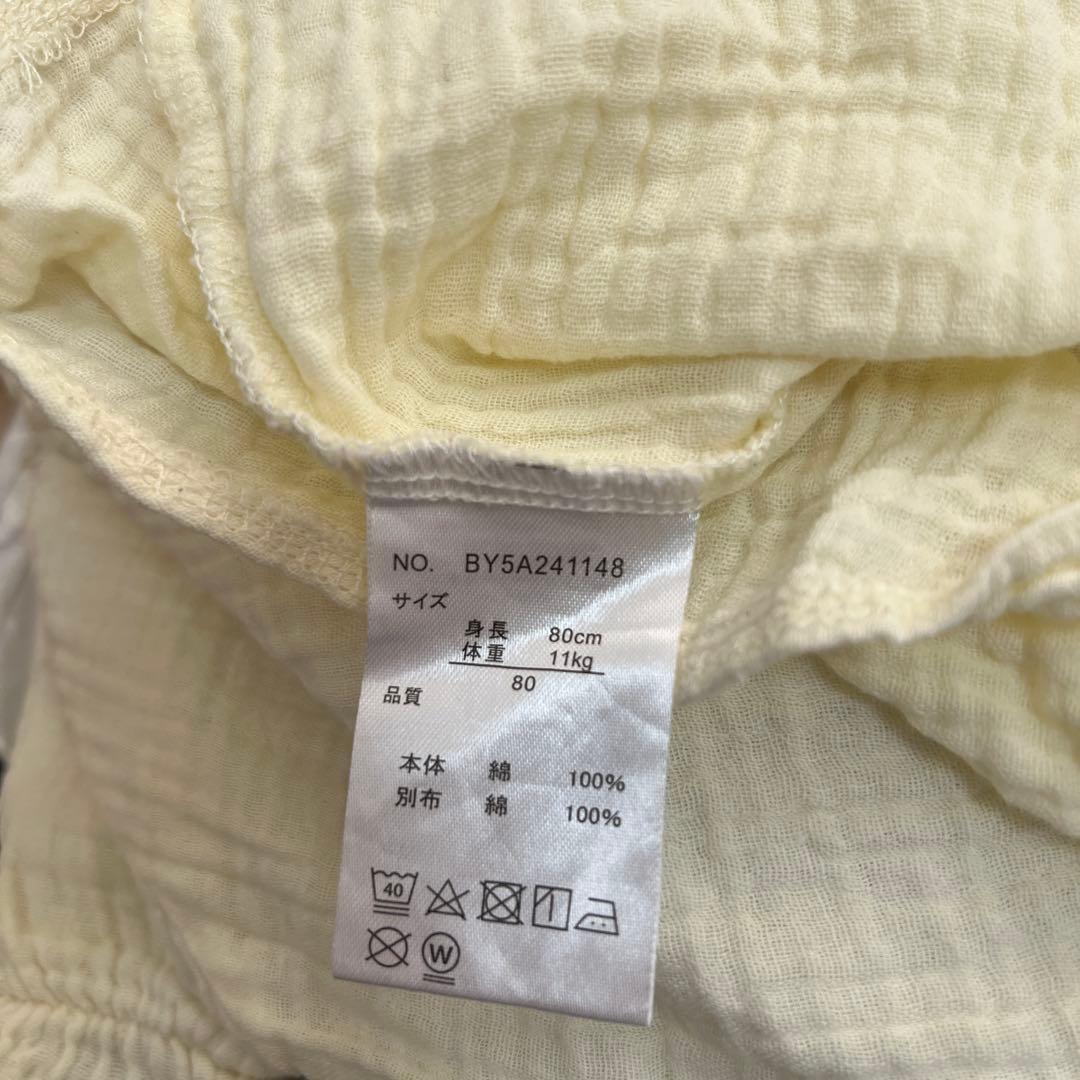 NO. BY5A241148
サイズ
身長 80cm
体重 11kg
80
品質
本体 綿 100%
別布 綿 100%
40
W